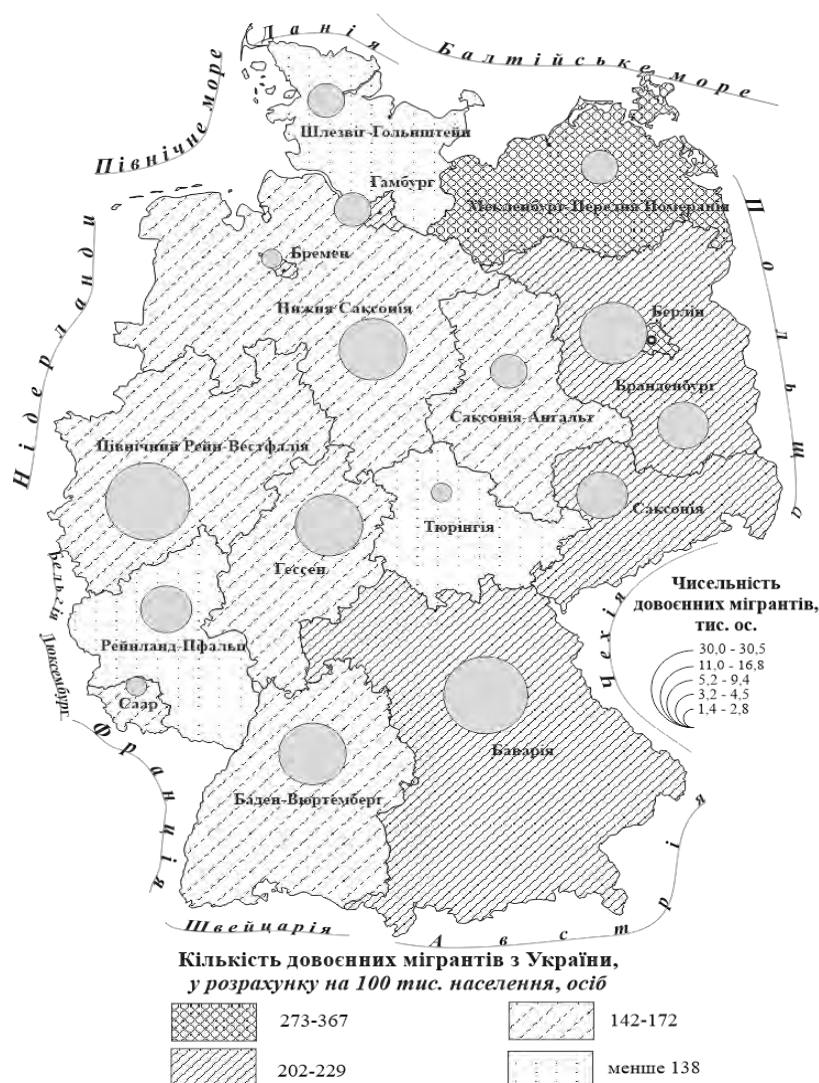 Данія
Балтійське море
Північне море
Шлезвіг-Гольштейн
Гамбург
Мекленбург-Передня Померанія
Польща
Бремен
Нідерланди
Нижня Саксонія
Берлін
Бранденбург
Саксонія-Ангальт
Північний Рейн-Вестфалія
Саксонія
Тюрінгія
Гессен
Бельгія
Чисельність
довоєнних мігрантів,
тис. ос.
30,0 - 30,5
11,0 - 16,8
5,2 - 9,4
3,2 - 4,5
1,4 - 2,8
Чехія
Рейнланд-Пфальц
Люксембург
Саар
Франція
Баварія
Баден-Вюртемберг
Швейцарія
Австрія
Кількість довоєнних мігрантів з України,
у розрахунку на 100 тис. населення, осіб
273-367
142-172
202-229
менше 138